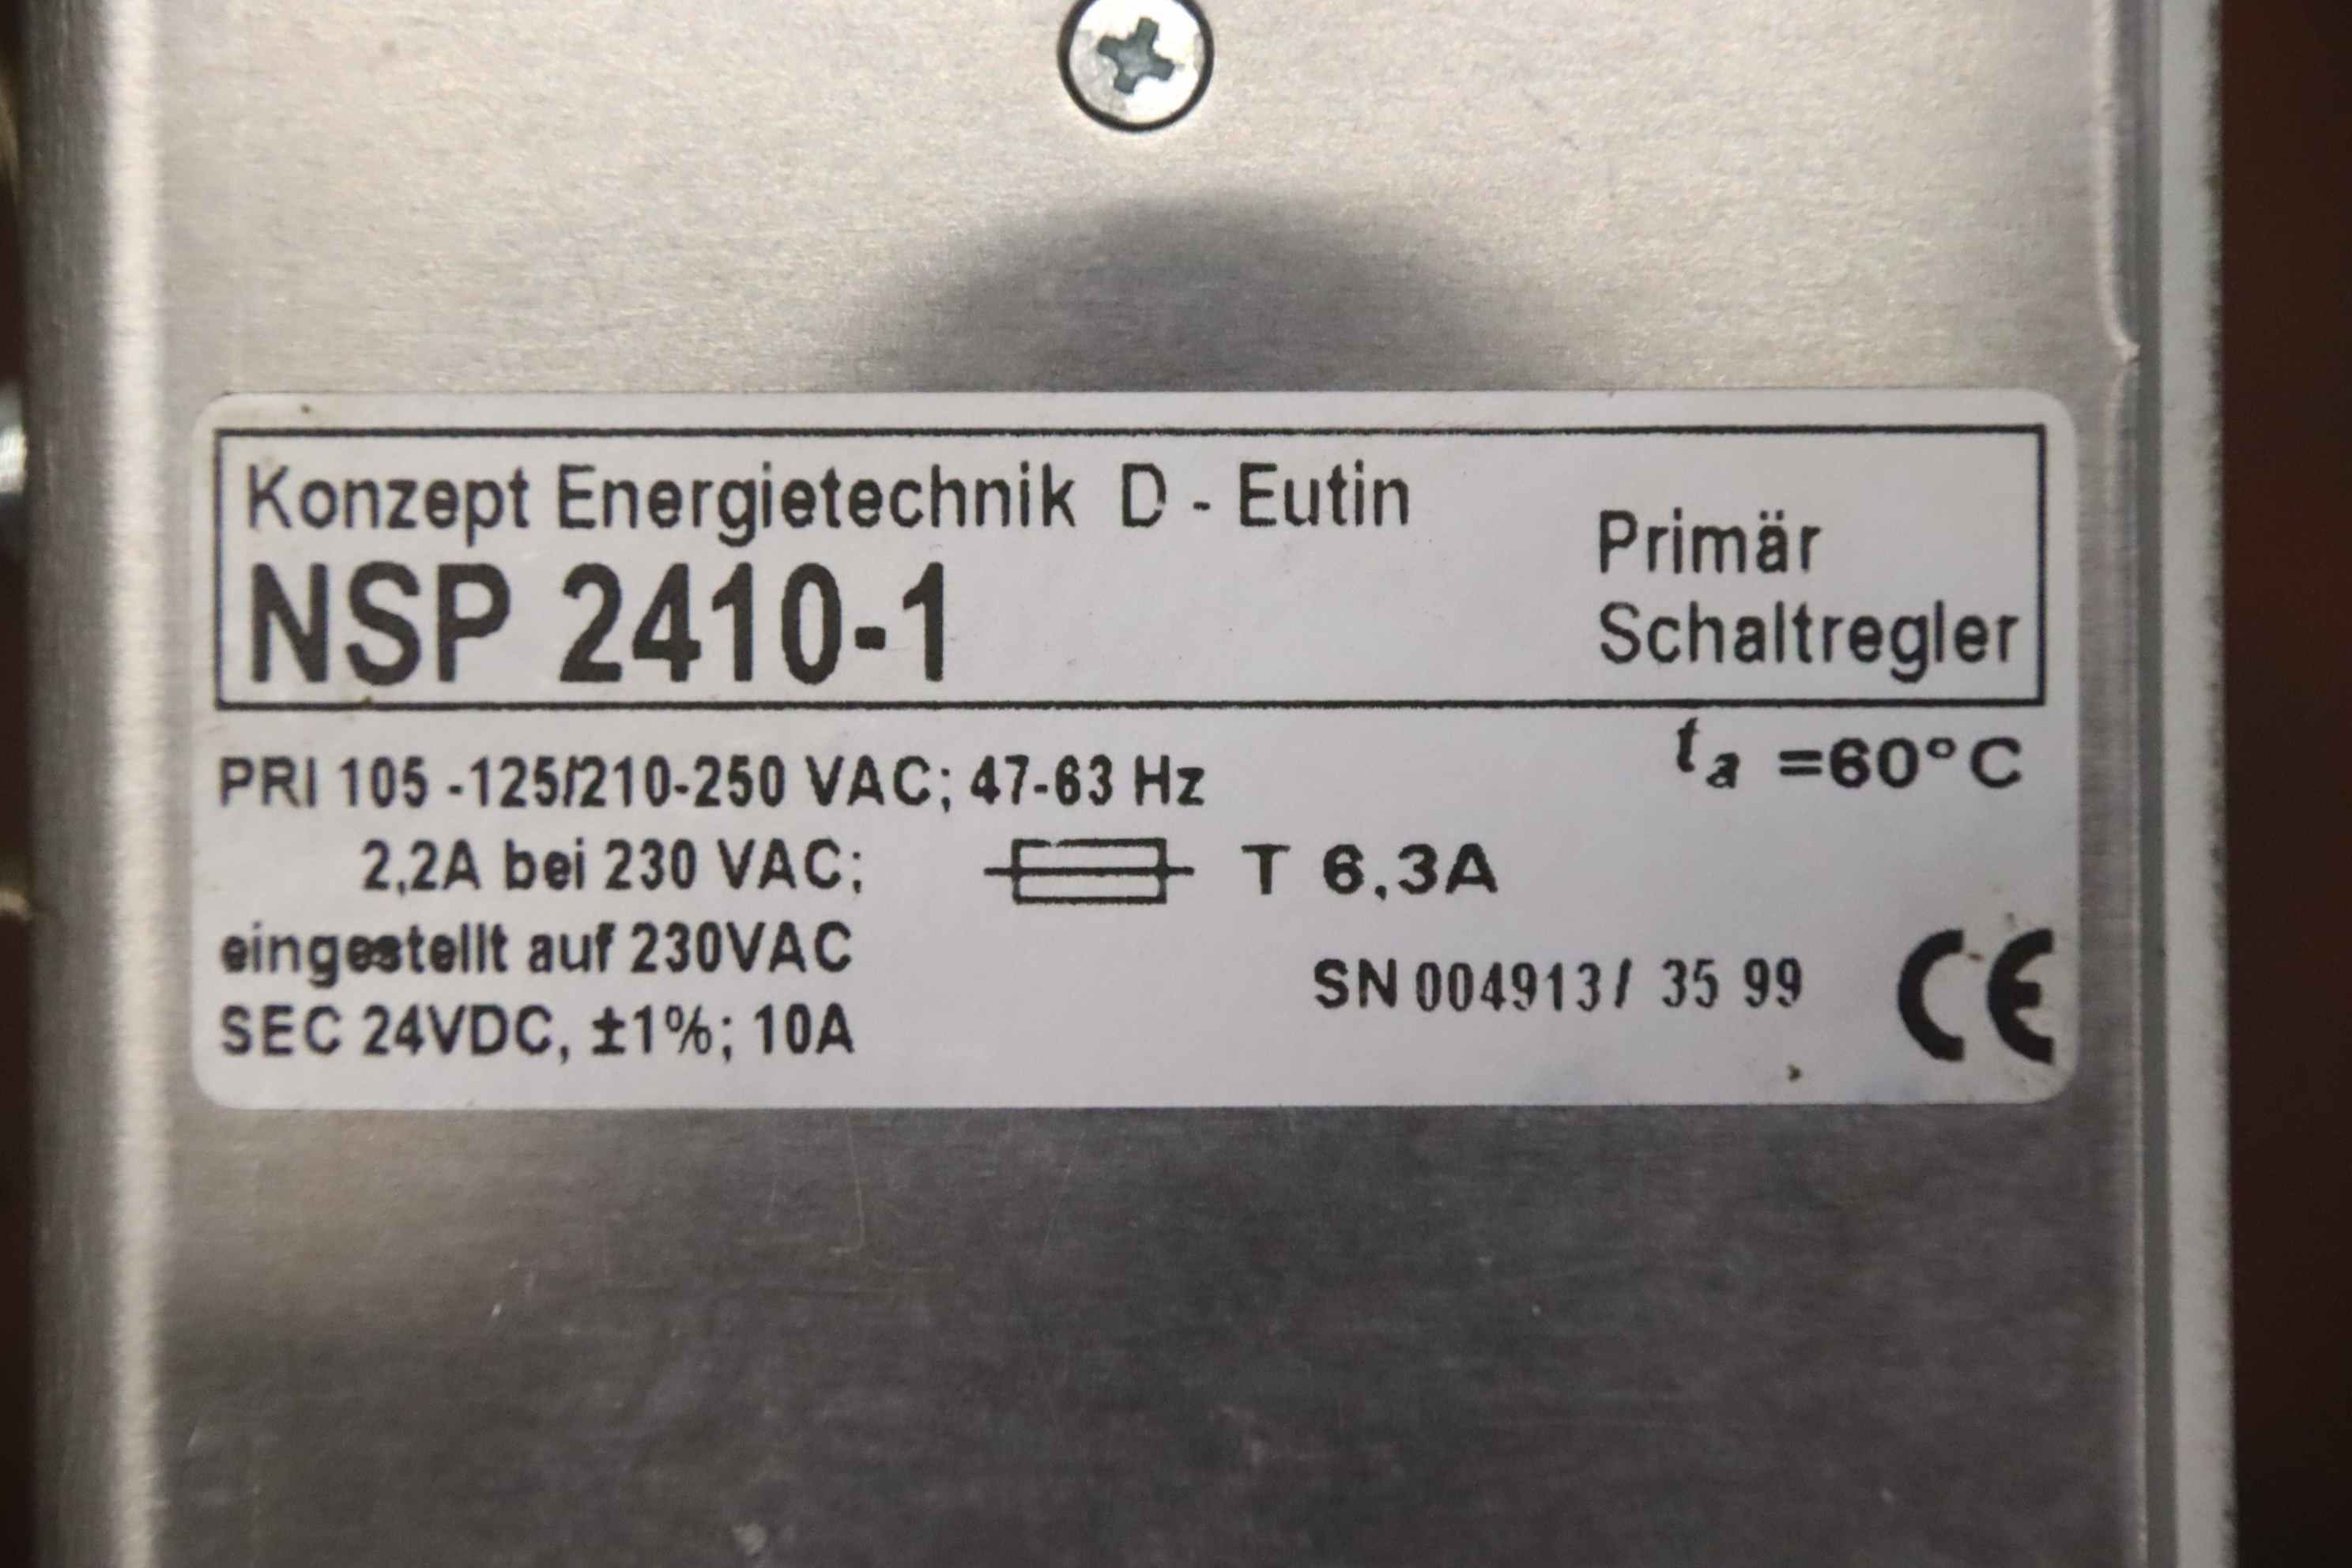 Konzept Energietechnik D - Eutin
NSP 2410-1
Primär
Schaltregler
PRI 105 -125/210-250 VAC; 47-63 Hz
ta =60°C
2,2A bei 230 VAC;
T 6,3A
eingestellt auf 230VAC
SEC 24VDC, ±1%; 10A
SN 004913/ 35 99
CE